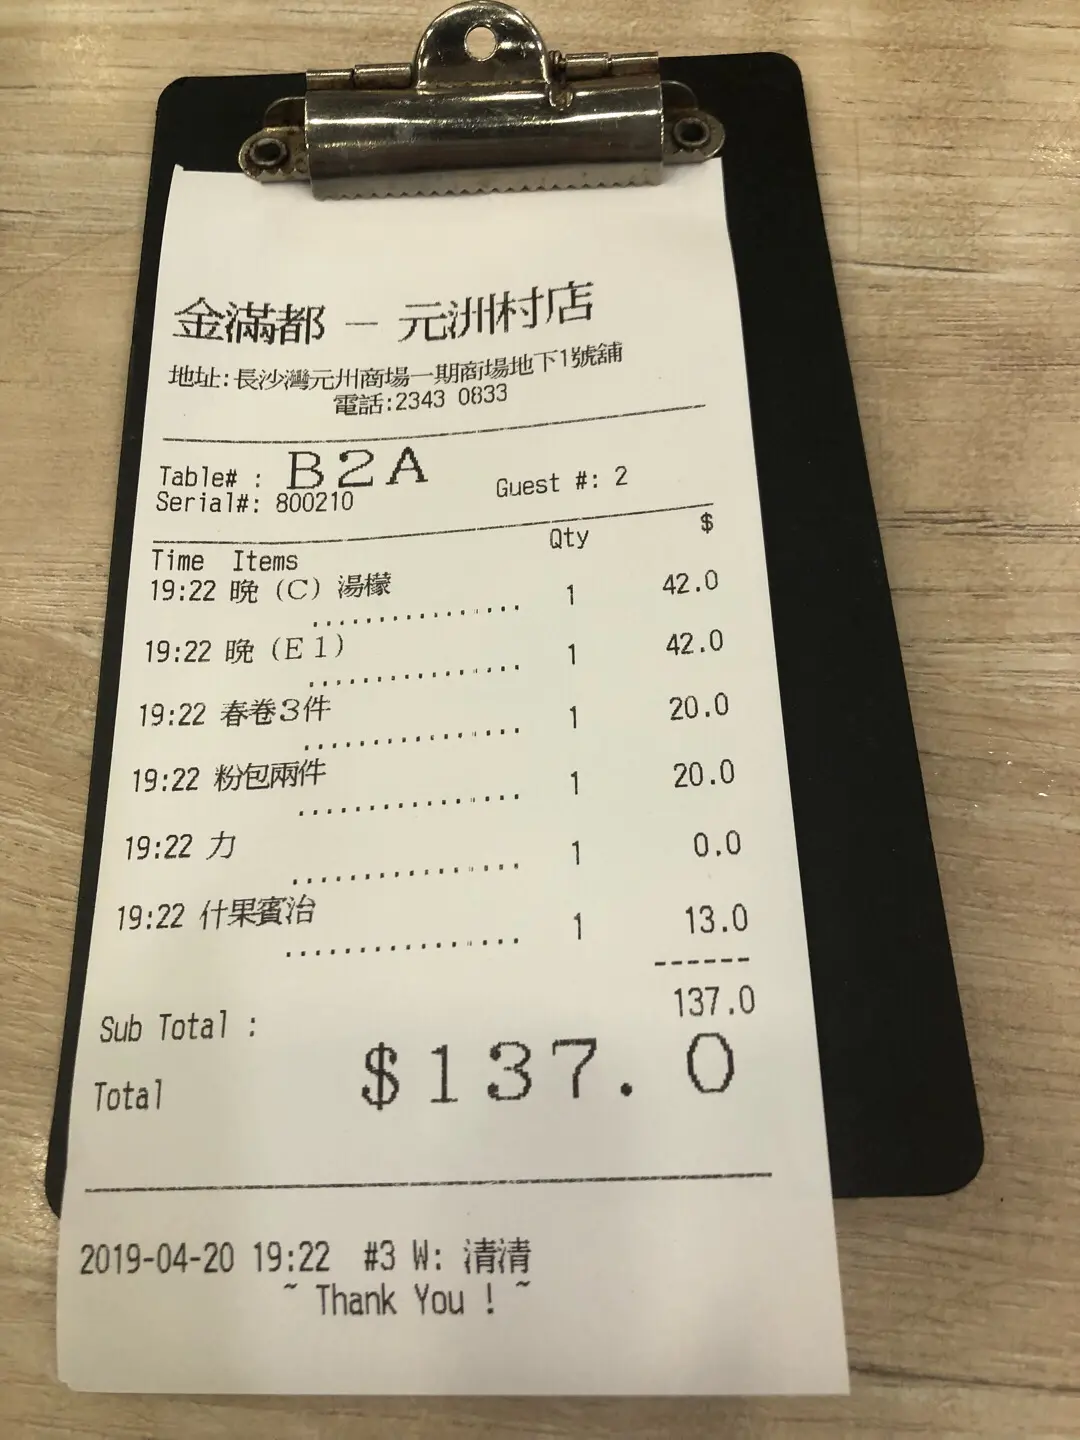 金滿都 － 元洲村店
地址:長沙灣元州商場一期商場地下1號舖
電話:2343 0833
Table# : B2A
Serial#: 800210 Guest #: 2
Time Items Qty $
19:22 晚（C）湯檬 1 42.0
19:22 晚（E1） 1 42.0
19:22 春卷3件 1 20.0
19:22 粉包兩件 1 20.0
19:22 力 1 0.0
19:22 什果賓治 1 13.0
Sub Total : 137.0
Total $137.0
2019-04-20 19:22 #3 W: 清清
~ Thank You ! ~